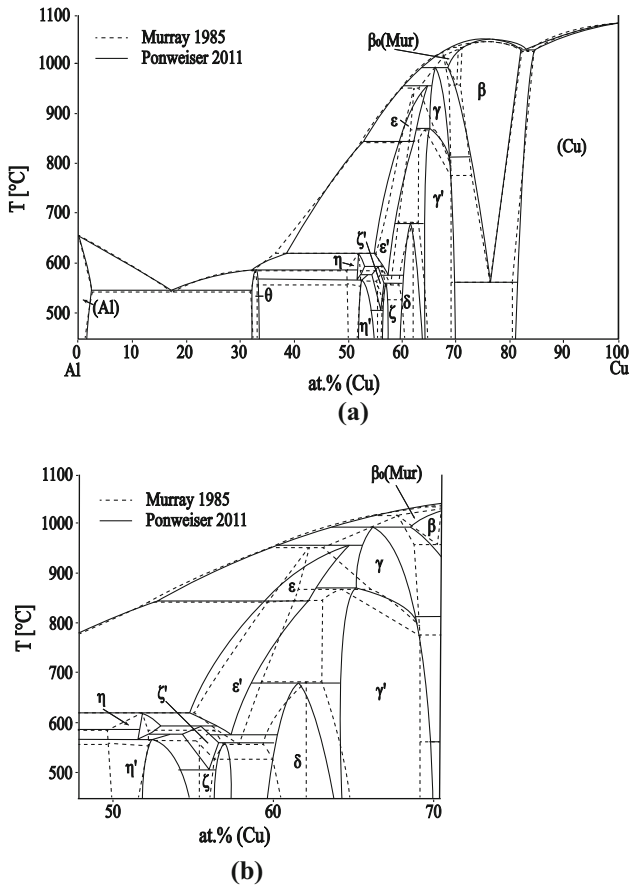 1100
1000
900
800
700
600
500
T [°C]
Murray 1985
Ponweiser 2011
β₀(Mur)
β
γ
ε
(Cu)
γ'
ζ'
ε'
η
(Al)
θ
η'
ζ
δ
0 10 20 30 40 50 60 70 80 90 100
Al Cu
at.% (Cu)
(a)
1100
1000
900
800
700
600
500
T [°C]
β₀(Mur)
Murray 1985
Ponweiser 2011
β
γ
ε
ζ'
η
ε'
γ'
η'
ζ
δ
50 60 70
at.% (Cu)
(b)